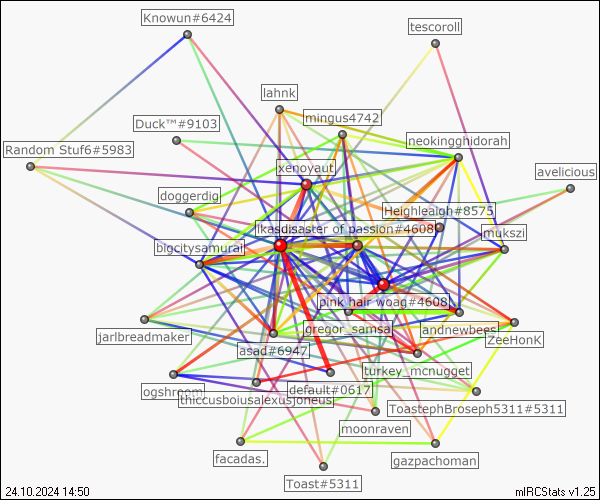 Knowun#6424
tescoroll
lahnk
mingus4742
Duck™#9103
neokingghidorah
Random Stuf6#5983
xenoyaut
avelicious
doggerdig
Heighleigh#8575
lkasdisaster of passion#4608
mukszi
bigcitysamurai
pink hair woag#4608
jarlbreadmaker
gregor_samsa
andnewbees
ZeeHonK
asad#6947
turkey_mcnugget
ogshroom
default#0617
thiccusboiusalexusjoneus
ToastephBroseph5311#5311
moonraven
facadas.
gazpachoman
Toast#5311
24.10.2024 14:50
mIRCStats v1.25